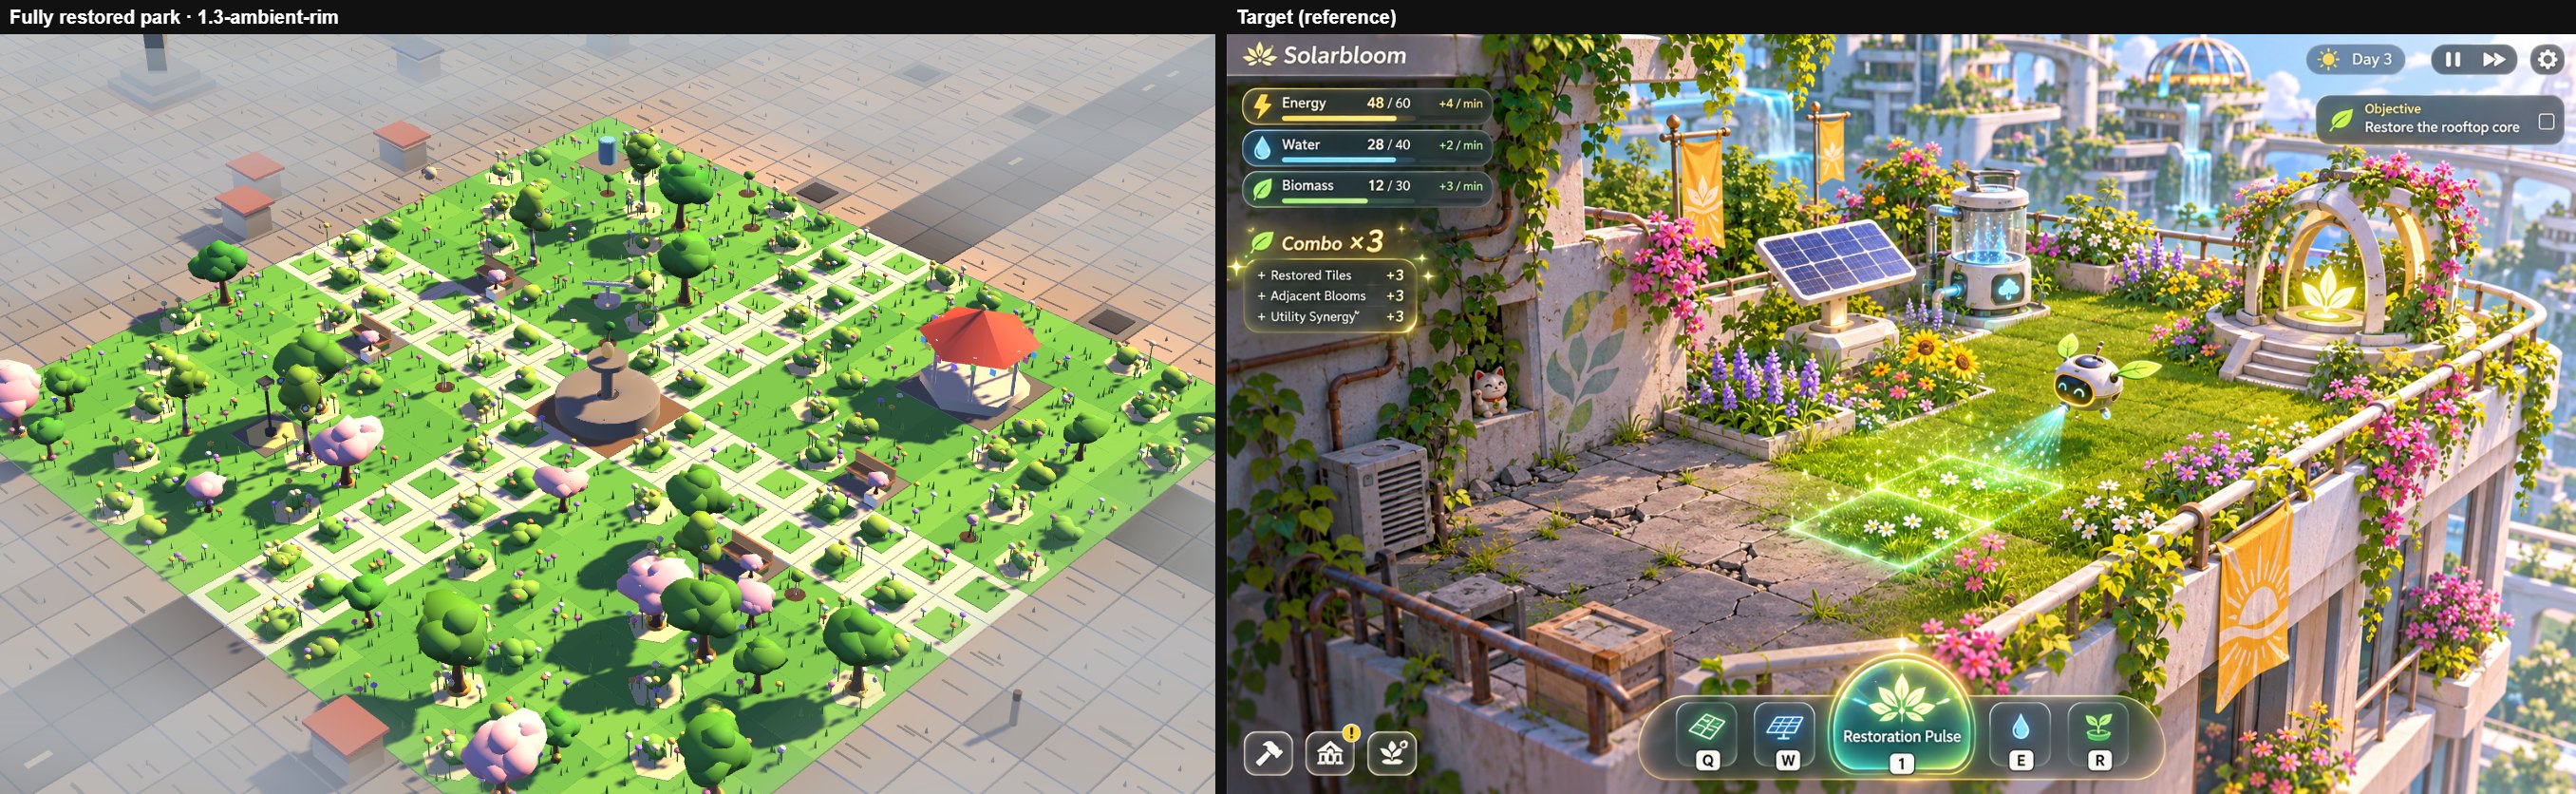 Fully restored park · 1.3-ambient-rim
Target (reference)
Solarbloom
Day 3
Energy 48 / 60 +4 / min
Water 28 / 40 +2 / min
Biomass 12 / 30 +3 / min
Objective
Restore the rooftop core
Combo ×3
+ Restored Tiles +3
+ Adjacent Blooms +3
+ Utility Synergy +3
!
Restoration Pulse
Q
W
1
E
R